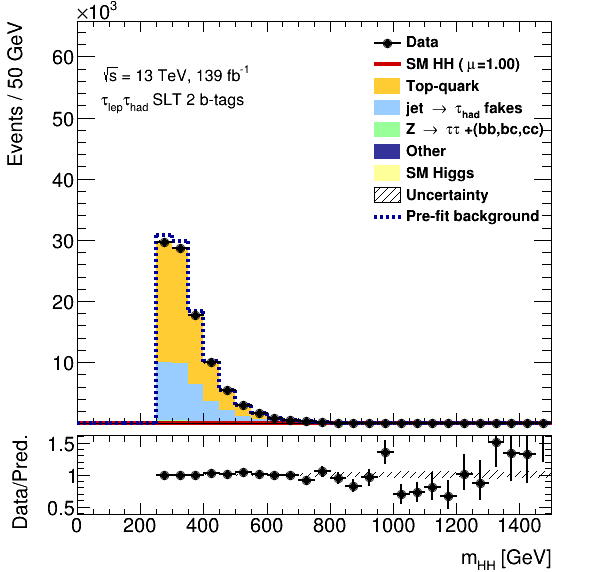 ×10³
Events / 50 GeV
60
50
40
30
20
10
√s = 13 TeV, 139 fb⁻¹
τlepτhad SLT 2 b-tags
Data
SM HH ( μ=1.00)
Top-quark
jet → τhad fakes
Z → ττ +(bb,bc,cc)
Other
SM Higgs
Uncertainty
Pre-fit background
Data/Pred.
1.5
1
0.5
0 200 400 600 800 1000 1200 1400
mHH [GeV]